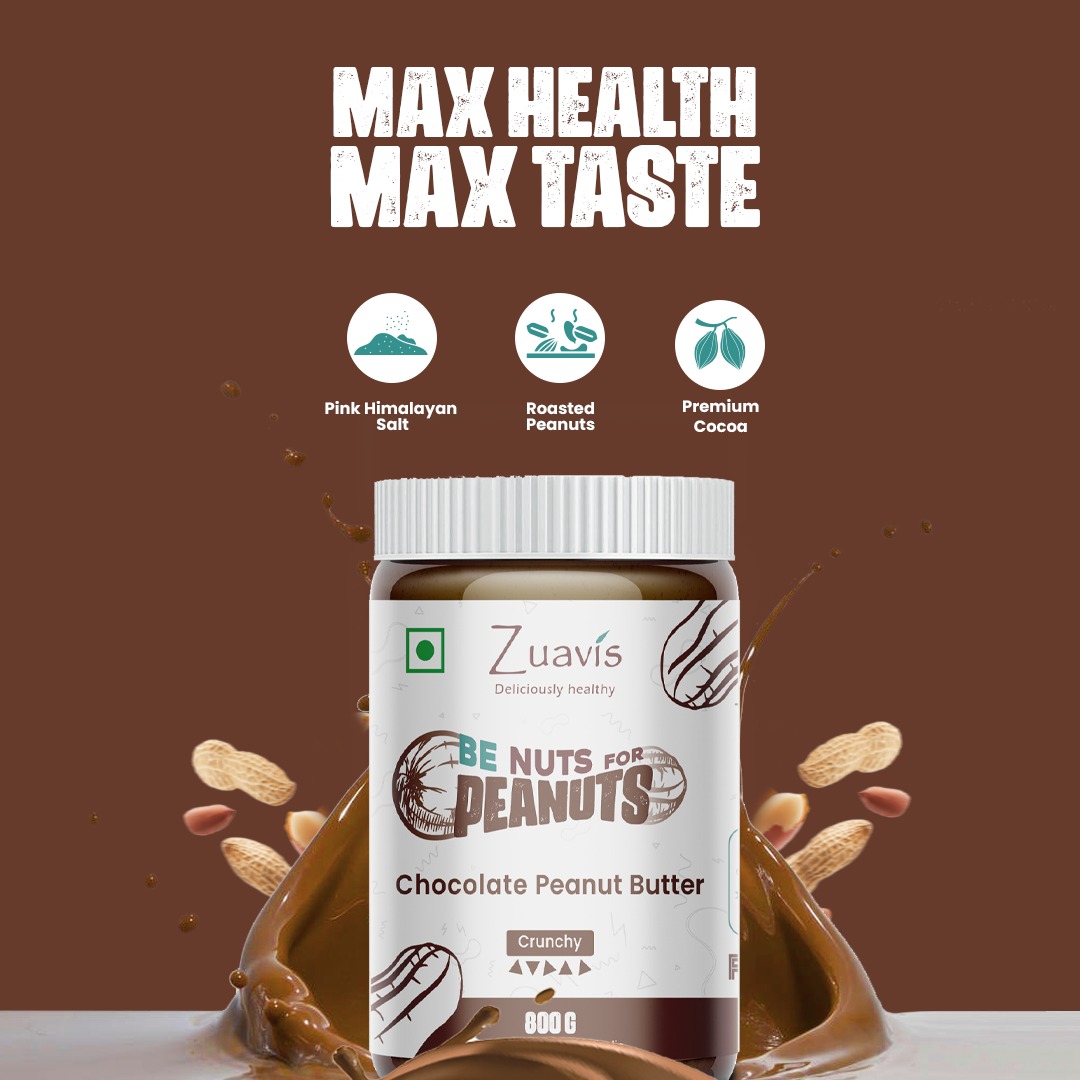 MAX HEALTH
MAX TASTE
Pink Himalayan
Salt
Roasted
Peanuts
Premium
Cocoa
Zuavis
Deliciously healthy
BE NUTS FOR
PEANUTS
Chocolate Peanut Butter
Crunchy
800 G